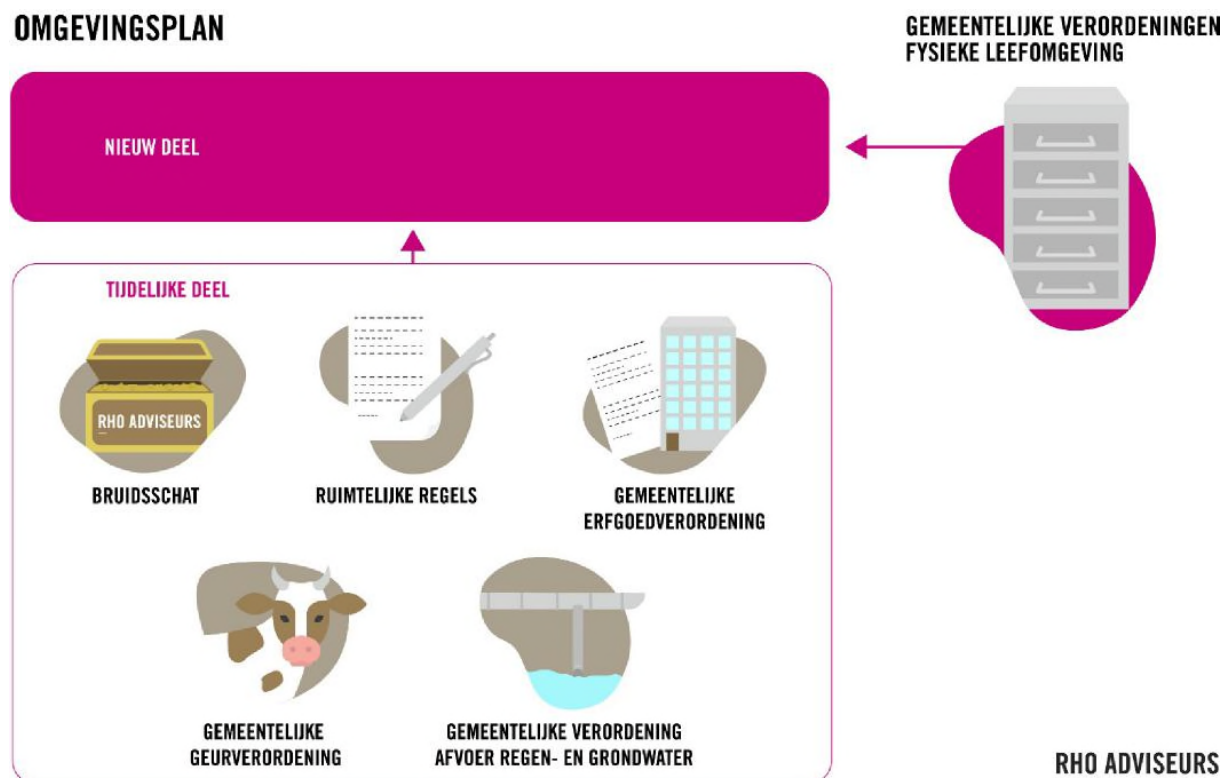 OMGEVINGSPLAN
GEMEENTELIJKE VERORDENINGEN
FYSIEKE LEEFOMGEVING
NIEUW DEEL
TIJDELIJKE DEEL
RHO ADVISEURS
BRUIDSSCHAT
RUIMTELIJKE REGELS
GEMEENTELIJKE
ERFGOEDVERORDENING
GEMEENTELIJKE
GEURVERORDENING
GEMEENTELIJKE VERORDENING
AFVOER REGEN- EN GRONDWATER
RHO ADVISEURS